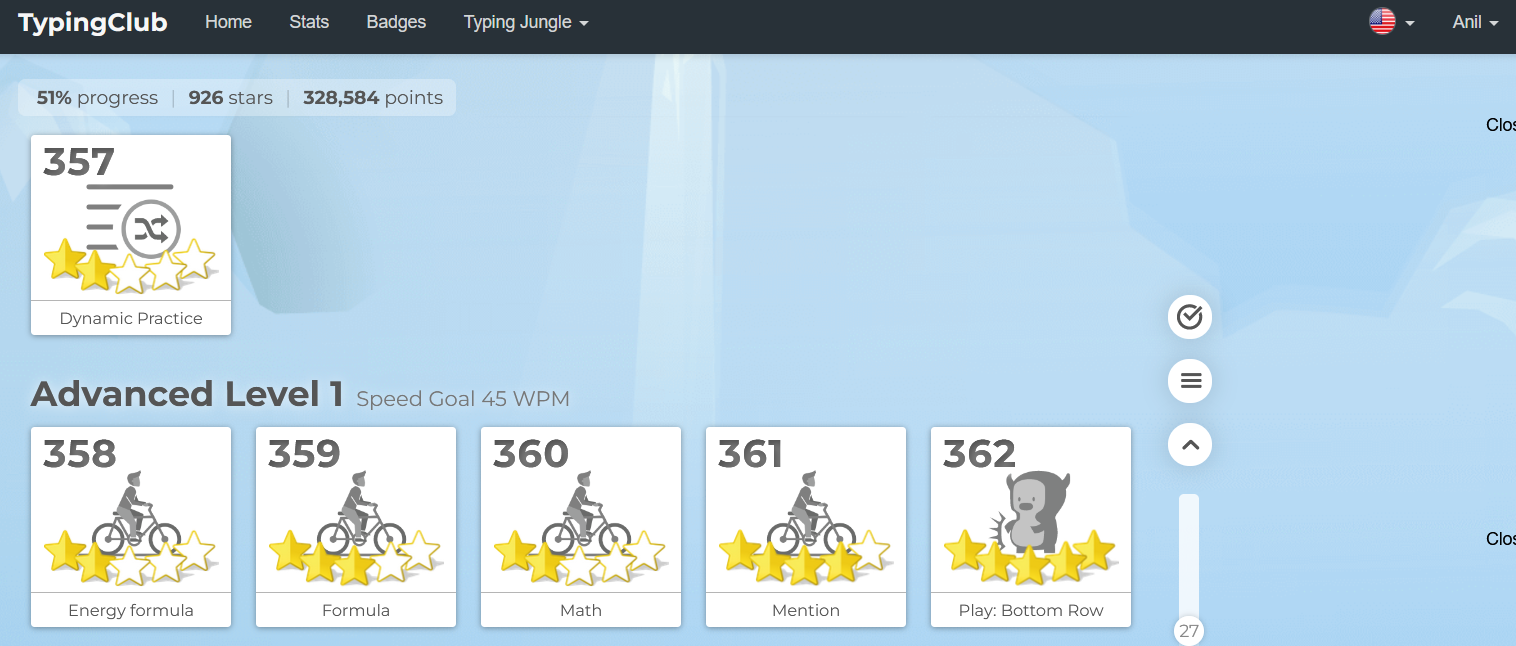 TypingClub Home Stats Badges Typing Jungle Anil
51% progress | 926 stars | 328,584 points
Clos
357
Dynamic Practice
Advanced Level 1 Speed Goal 45 WPM
358 359 360 361 362
Clos
Energy formula Formula Math Mention Play: Bottom Row
27